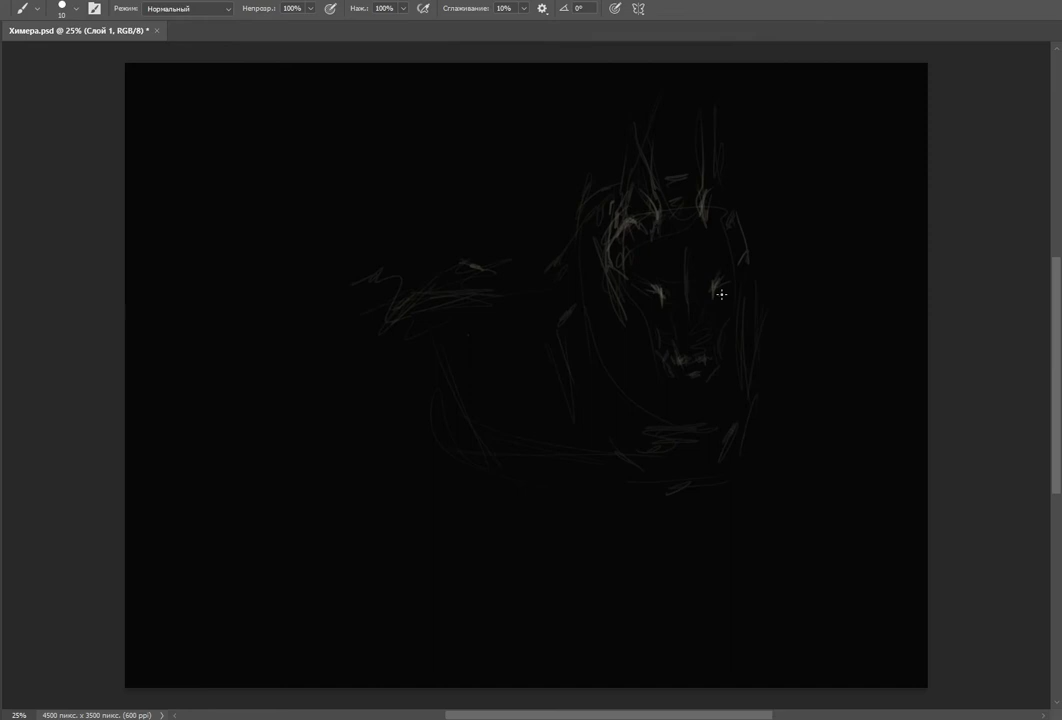 10 Режим: Нормальный Непрозр.: 100% Наж.: 100% Сглаживание: 10% 0°
Химера.psd @ 25% (Слой 1, RGB/8) * ×
25% 4500 пикс. x 3500 пикс. (600 ppi)